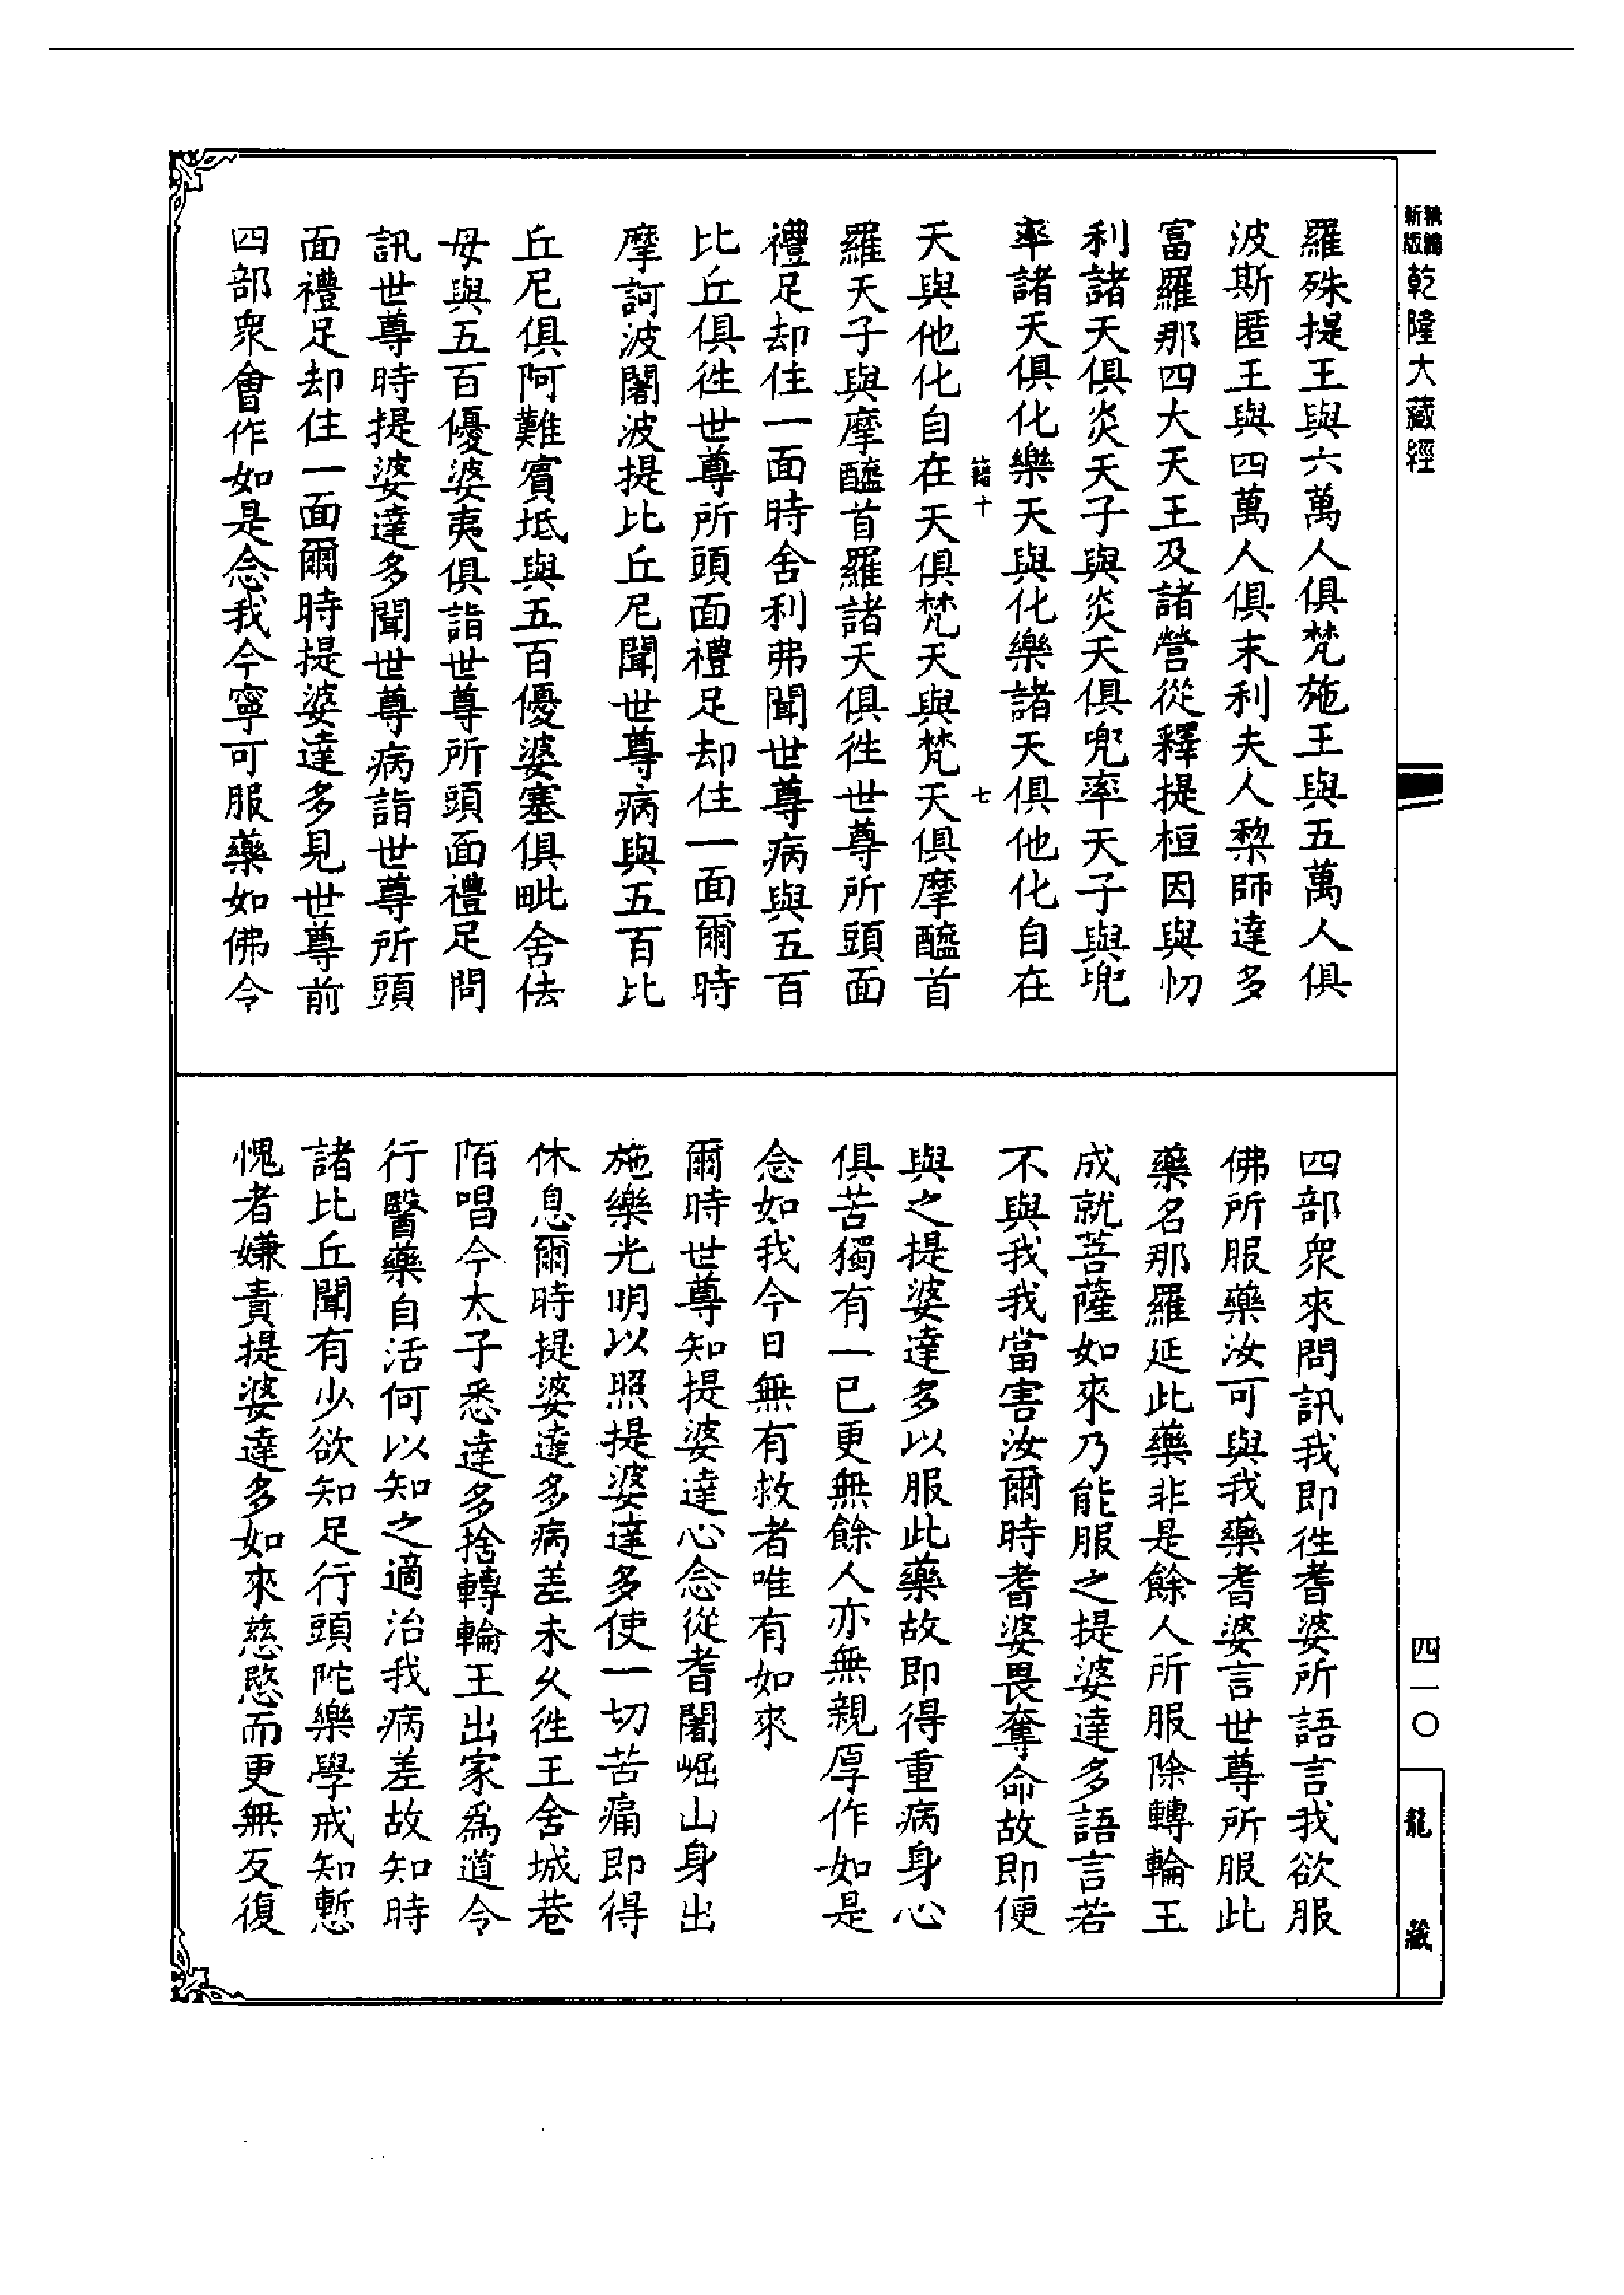 精縮新版乾隆大藏經
羅殊提王與六萬人俱梵施王與五萬人俱
波斯匿王與四萬人俱末利夫人黎師達多
富羅那四大天王及諸營從釋提桓因與忉
利諸天俱炎天子與炎天俱兜率天子與兜
率諸天俱化樂天與化樂諸天俱他化自在
籍十 七
天與他化自在天俱梵天與梵天俱摩醯首
羅天子與摩醯首羅諸天俱徃世尊所頭面
禮足却住一面時舍利弗聞世尊病與五百
比丘俱徃世尊所頭面禮足却住一面爾時
摩訶波闍波提比丘尼聞世尊病與五百比
丘尼俱阿難賓坻與五百優婆塞俱毗舍佉
母與五百優婆夷俱詣世尊所頭面禮足問
訊世尊時提婆達多聞世尊病詣世尊所頭
面禮足却住一面爾時提婆達多見世尊前
四部衆會作如是念我今寧可服藥如佛令
四部衆來問訊我即徃耆婆所語言我欲服
佛所服藥汝可與我藥耆婆言世尊所服此
藥名那羅延此藥非是餘人所服除轉輪王
成就菩薩如來乃能服之提婆達多語言若
不與我我當害汝爾時耆婆畏奪命故即便
與之提婆達多以服此藥故即得重病身心
俱苦獨有一已更無餘人亦無親厚作如是
念如我今日無有救者唯有如來
爾時世尊知提婆達心念從耆闍崛山身出
施樂光明以照提婆達多使一切苦痛即得
休息爾時提婆達多病差未久徃王舍城巷
陌唱令太子悉達多捨轉輪王出家爲道令
行醫藥自活何以知之適治我病差故知時
諸比丘聞有少欲知足行頭陀樂學戒知慙
愧者嫌責提婆達多如來慈愍而更無反復
四一〇
龍藏